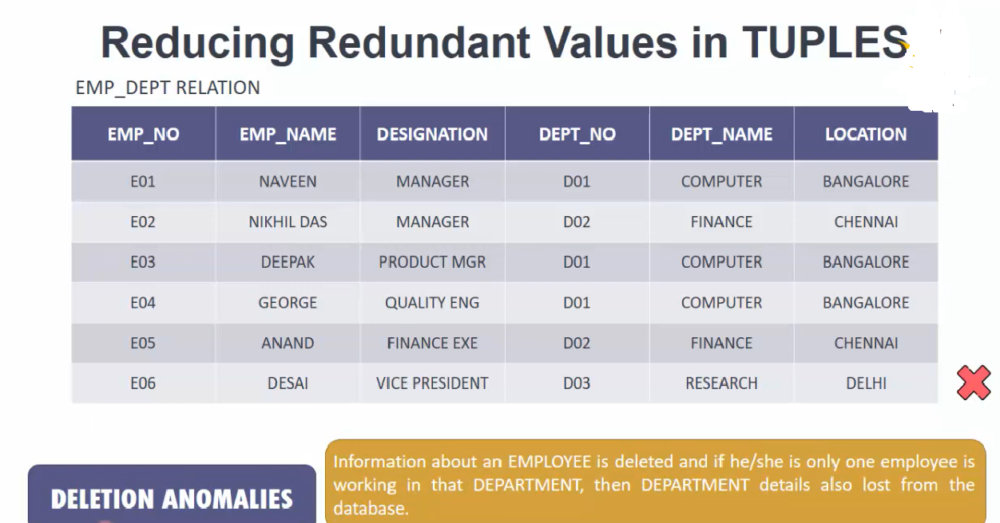 Reducing Redundant Values in TUPLES
EMP_DEPT RELATION
EMP_NO EMP_NAME DESIGNATION DEPT_NO DEPT_NAME LOCATION
E01 NAVEEN MANAGER D01 COMPUTER BANGALORE
E02 NIKHIL DAS MANAGER D02 FINANCE CHENNAI
E03 DEEPAK PRODUCT MGR D01 COMPUTER BANGALORE
E04 GEORGE QUALITY ENG D01 COMPUTER BANGALORE
E05 ANAND FINANCE EXE D02 FINANCE CHENNAI
E06 DESAI VICE PRESIDENT D03 RESEARCH DELHI
DELETION ANOMALIES
Information about an EMPLOYEE is deleted and if he/she is only one employee is
working in that DEPARTMENT, then DEPARTMENT details also lost from the
database.